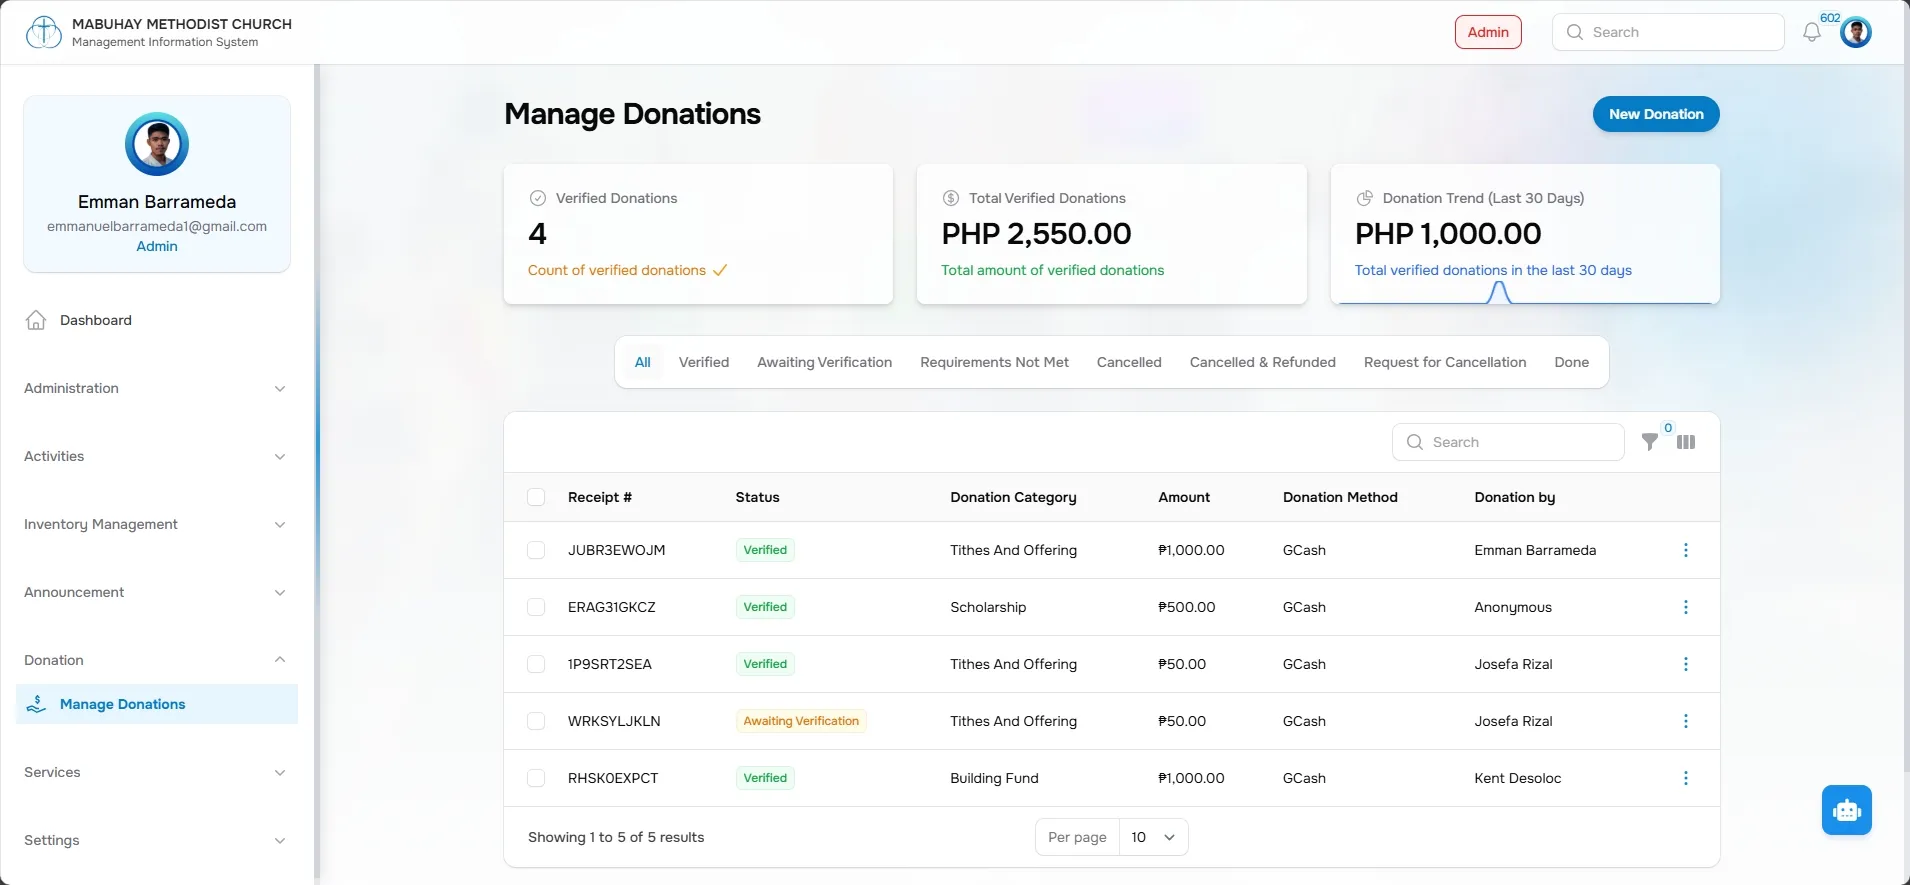 MABUHAY METHODIST CHURCH
Management Information System
Admin
Search
602
Emman Barrameda
emmanuelbarrameda1@gmail.com
Admin
Dashboard
Administration
Activities
Inventory Management
Announcement
Donation
Manage Donations
Services
Settings
Manage Donations
New Donation
Verified Donations
4
Count of verified donations
Total Verified Donations
PHP 2,550.00
Total amount of verified donations
Donation Trend (Last 30 Days)
PHP 1,000.00
Total verified donations in the last 30 days
All Verified Awaiting Verification Requirements Not Met Cancelled Cancelled & Refunded Request for Cancellation Done
Search
0
Receipt # Status Donation Category Amount Donation Method Donation by
JUBR3EWOJM Verified Tithes And Offering ₱1,000.00 GCash Emman Barrameda
ERAG31GKCZ Verified Scholarship ₱500.00 GCash Anonymous
1P9SRT2SEA Verified Tithes And Offering ₱50.00 GCash Josefa Rizal
WRKSYLJKLN Awaiting Verification Tithes And Offering ₱50.00 GCash Josefa Rizal
RHSK0EXPCT Verified Building Fund ₱1,000.00 GCash Kent Desoloc
Showing 1 to 5 of 5 results
Per page 10